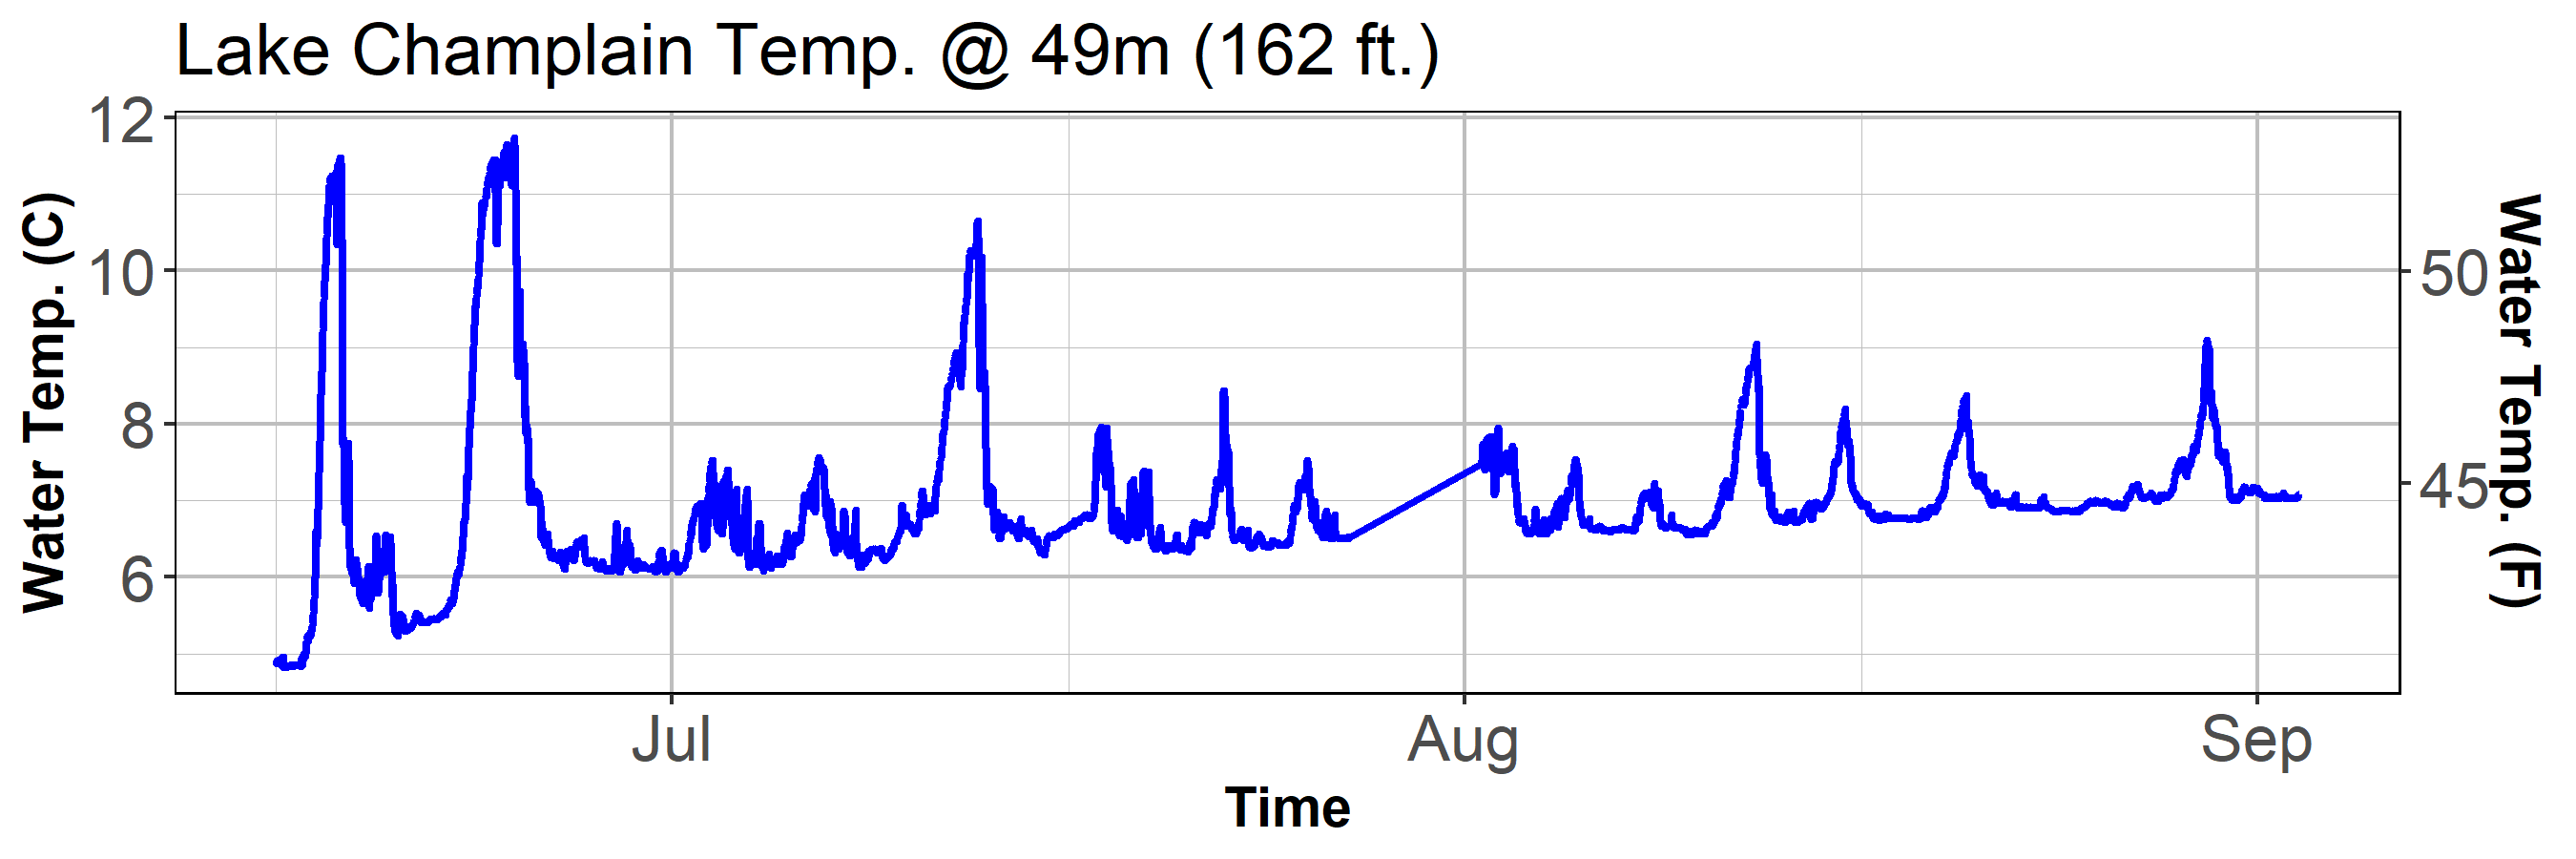 Lake Champlain Temp. @ 49m (162 ft.)
Water Temp. (C)
12
10
8
6
50
45
Water Temp. (F)
Jul
Aug
Sep
Time